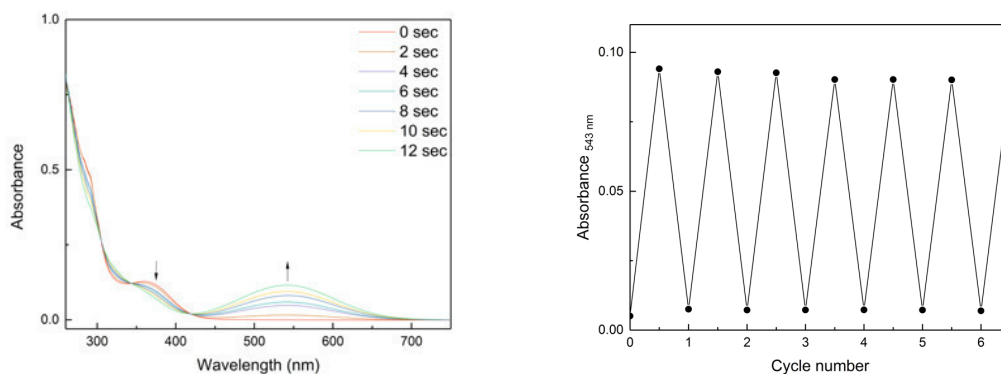 1.0
0.5
0.0
Absorbance
0 sec
2 sec
4 sec
6 sec
8 sec
10 sec
12 sec
300 400 500 600 700
Wavelength (nm)
0.10
0.05
0.00
Absorbance 543 nm
0 1 2 3 4 5 6
Cycle number